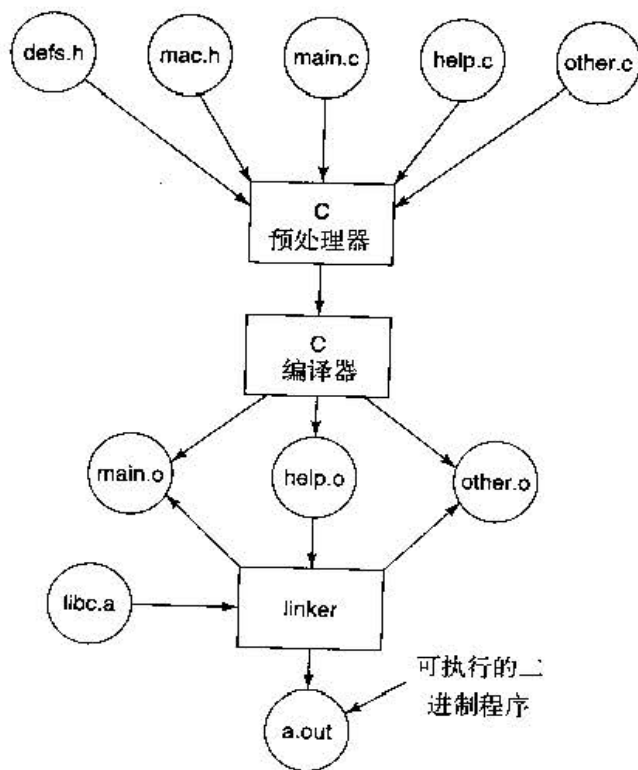 defs.h
mac.h
main.c
help.c
other.c
C
预处理器
C
编译器
main.o
help.o
other.o
libc.a
linker
可执行的二
进制程序
a.out